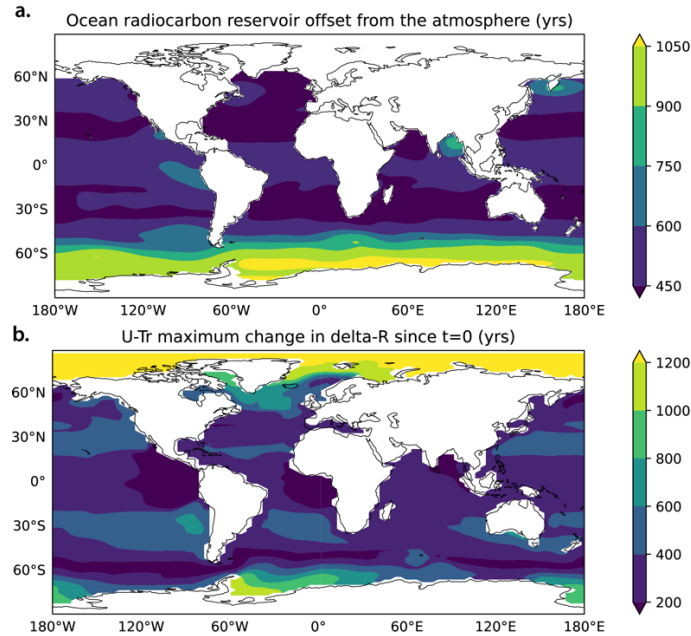 a.
Ocean radiocarbon reservoir offset from the atmosphere (yrs)
60°N
30°N
0°
30°S
60°S
180°W 120°W 60°W 0° 60°E 120°E 180°E
1050
900
750
600
450
b.
U-Tr maximum change in delta-R since t=0 (yrs)
60°N
30°N
0°
30°S
60°S
180°W 120°W 60°W 0° 60°E 120°E 180°E
1200
1000
800
600
400
200